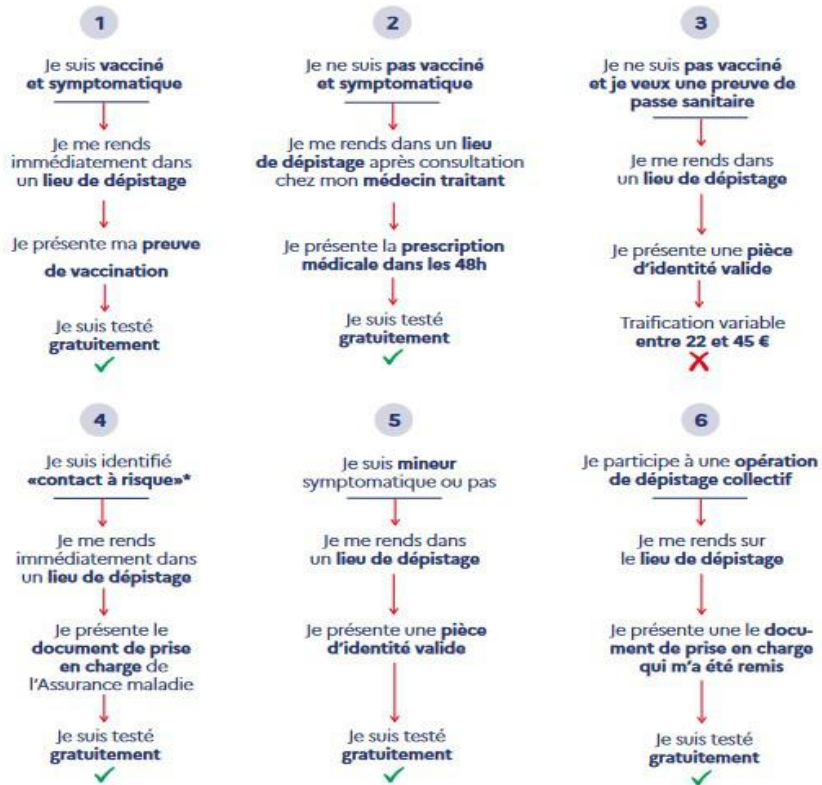 1
Je suis vacciné
et symptomatique
Je me rends
immédiatement dans
un lieu de dépistage
Je présente ma preuve
de vaccination
Je suis testé
gratuitement
2
Je ne suis pas vacciné
et symptomatique
Je me rends dans un lieu
de dépistage après consultation
chez mon médecin traitant
Je présente la prescription
médicale dans les 48h
Je suis testé
gratuitement
3
Je ne suis pas vacciné
et je veux une preuve de
passe sanitaire
Je me rends dans
un lieu de dépistage
Je présente une pièce
d'identité valide
Traification variable
entre 22 et 45 €
4
Je suis identifié
«contact à risque»*
Je me rends
immédiatement dans
un lieu de dépistage
Je présente le
document de prise
en charge de
l'Assurance maladie
Je suis testé
gratuitement
5
Je suis mineur
symptomatique ou pas
Je me rends dans
un lieu de dépistage
Je présente une pièce
d'identité valide
Je suis testé
gratuitement
6
Je participe à une opération
de dépistage collectif
Je me rends sur
le lieu de dépistage
Je présente une le docu-
ment de prise en charge
qui m'a été remis
Je suis testé
gratuitement